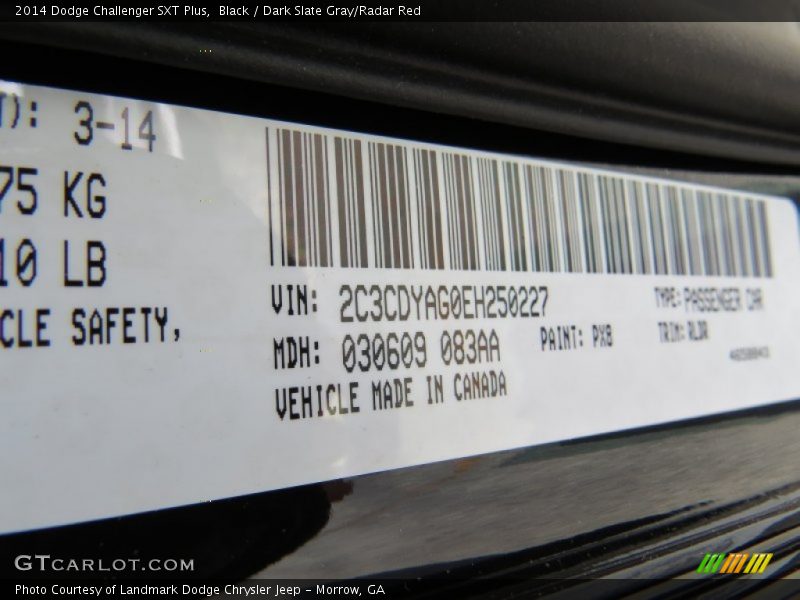 2014 Dodge Challenger SXT Plus,  Black / Dark Slate Gray/Radar Red
T): 3-14
75 KG
10 LB
CLE SAFETY,
VIN: 2C3CDYAG0EH250227
TYPE: PASSENGER CAR
MDH: 030609 083AA
PAINT: PX8
TRIM: RLDR
VEHICLE MADE IN CANADA
GTCARLOT.COM
Photo Courtesy of Landmark Dodge Chrysler Jeep - Morrow, GA